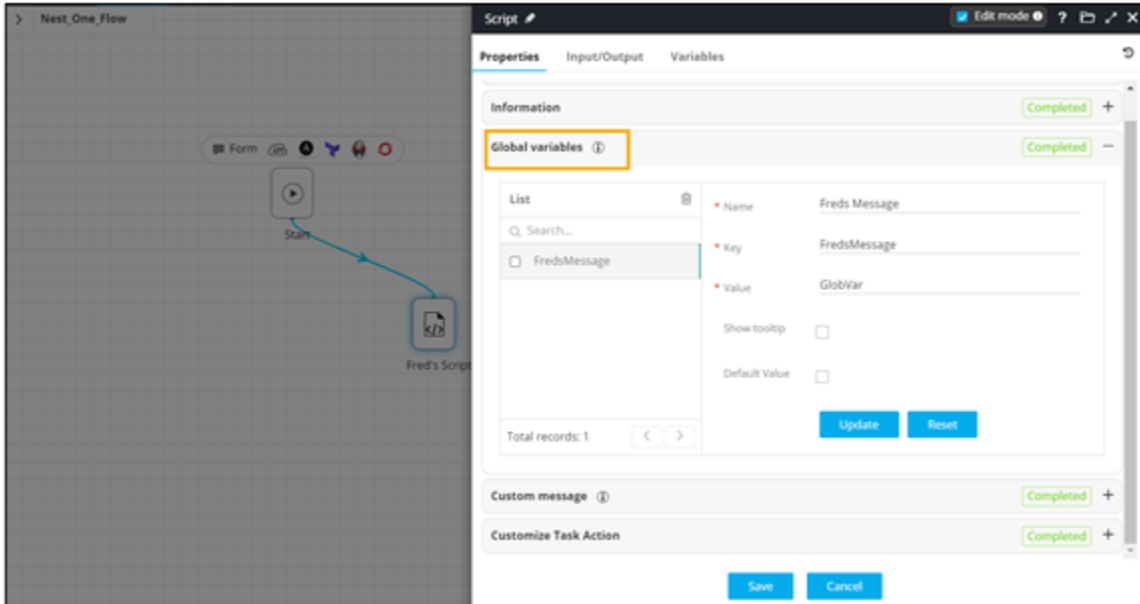 Nest_One_Flow
Form
Start
Fred's Script
Script
Edit mode
?
Properties Input/Output Variables
Information Completed
Global variables Completed
List
Search...
FredsMessage
Total records: 1
* Name Freds Message
* Key FredsMessage
* Value GlobVar
Show tooltip
Default Value
Update Reset
Custom message Completed
Customize Task Action Completed
Save Cancel